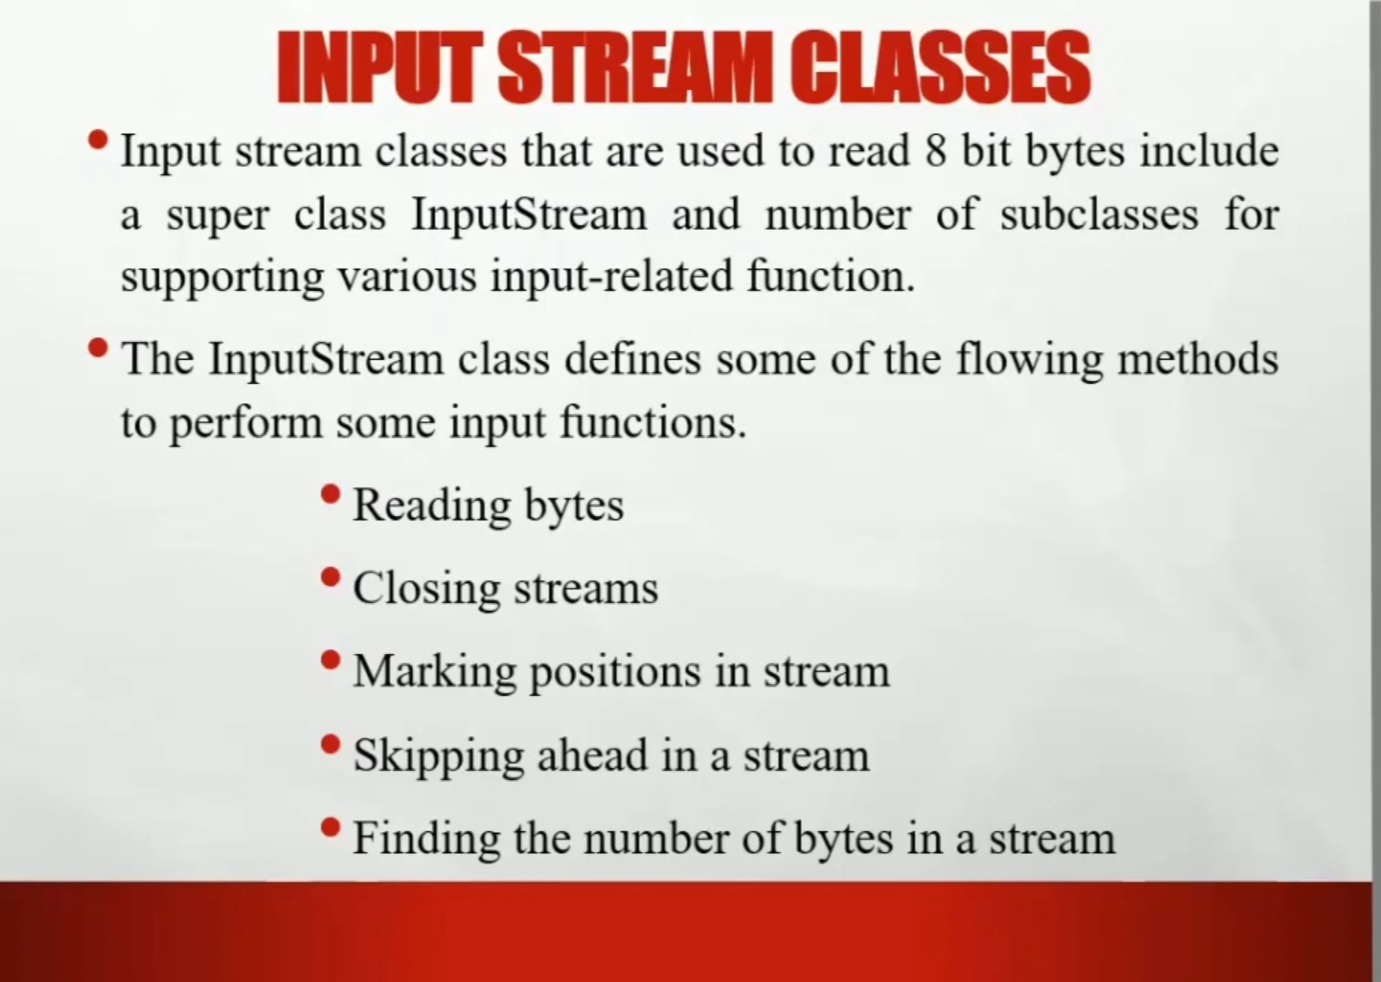 INPUT STREAM CLASSES
Input stream classes that are used to read 8 bit bytes include
a super class InputStream and number of subclasses for
supporting various input-related function.
The InputStream class defines some of the flowing methods
to perform some input functions.
Reading bytes
Closing streams
Marking positions in stream
Skipping ahead in a stream
Finding the number of bytes in a stream